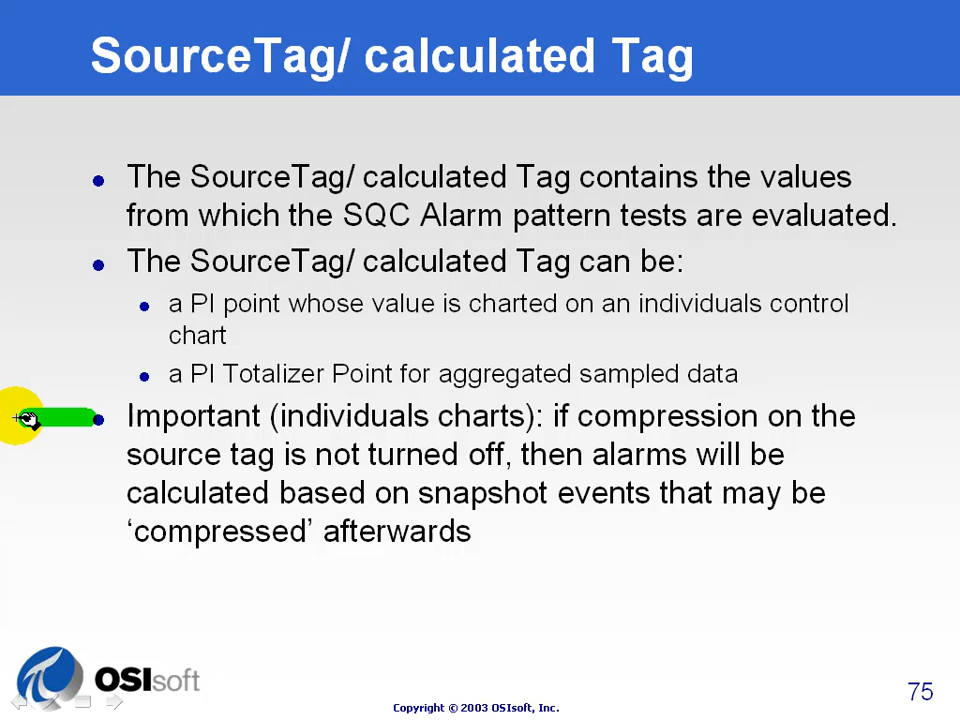 SourceTag/ calculated Tag
The SourceTag/ calculated Tag contains the values
from which the SQC Alarm pattern tests are evaluated.
The SourceTag/ calculated Tag can be:
a PI point whose value is charted on an individuals control
chart
a PI Totalizer Point for aggregated sampled data
Important (individuals charts): if compression on the
source tag is not turned off, then alarms will be
calculated based on snapshot events that may be
‘compressed’ afterwards
OSIsoft
75
Copyright © 2003 OSIsoft, Inc.